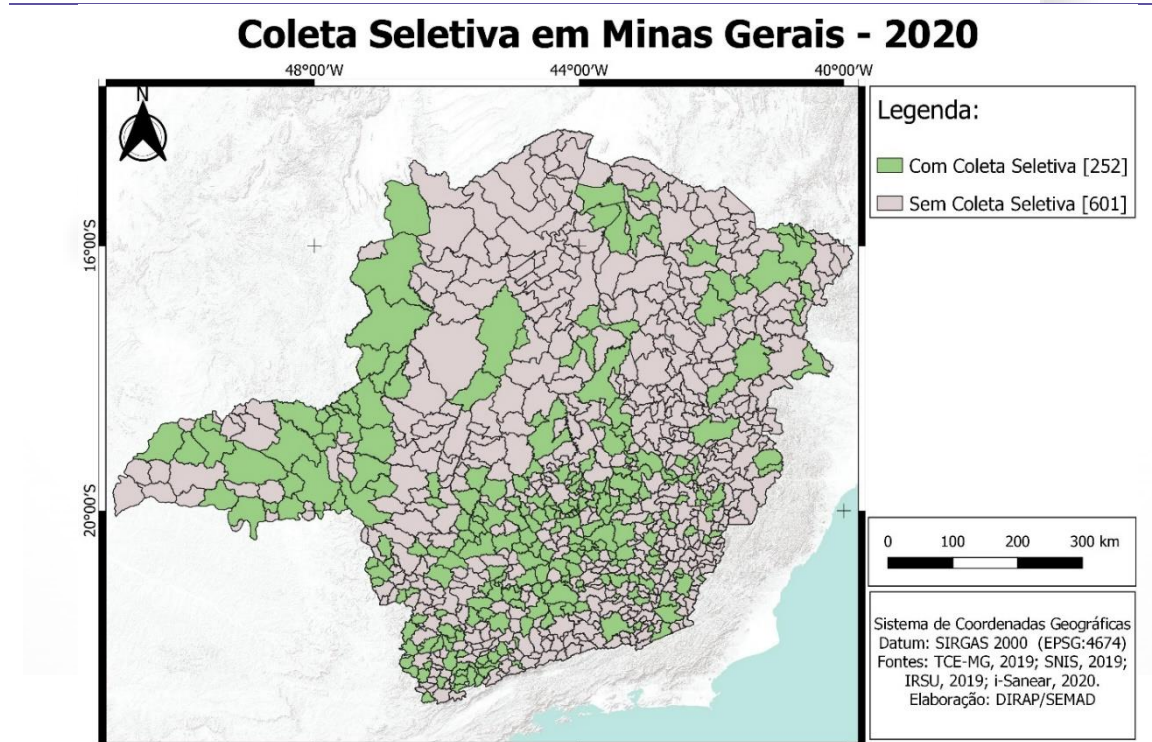 Coleta Seletiva em Minas Gerais - 2020
48°00'W
44°00'W
40°00'W
N
16°00'S
20°00'S
Legenda:
Com Coleta Seletiva [252]
Sem Coleta Seletiva [601]
0 100 200 300 km
Sistema de Coordenadas Geográficas
Datum: SIRGAS 2000 (EPSG:4674)
Fontes: TCE-MG, 2019; SNIS, 2019;
IRSU, 2019; i-Sanear, 2020.
Elaboração: DIRAP/SEMAD